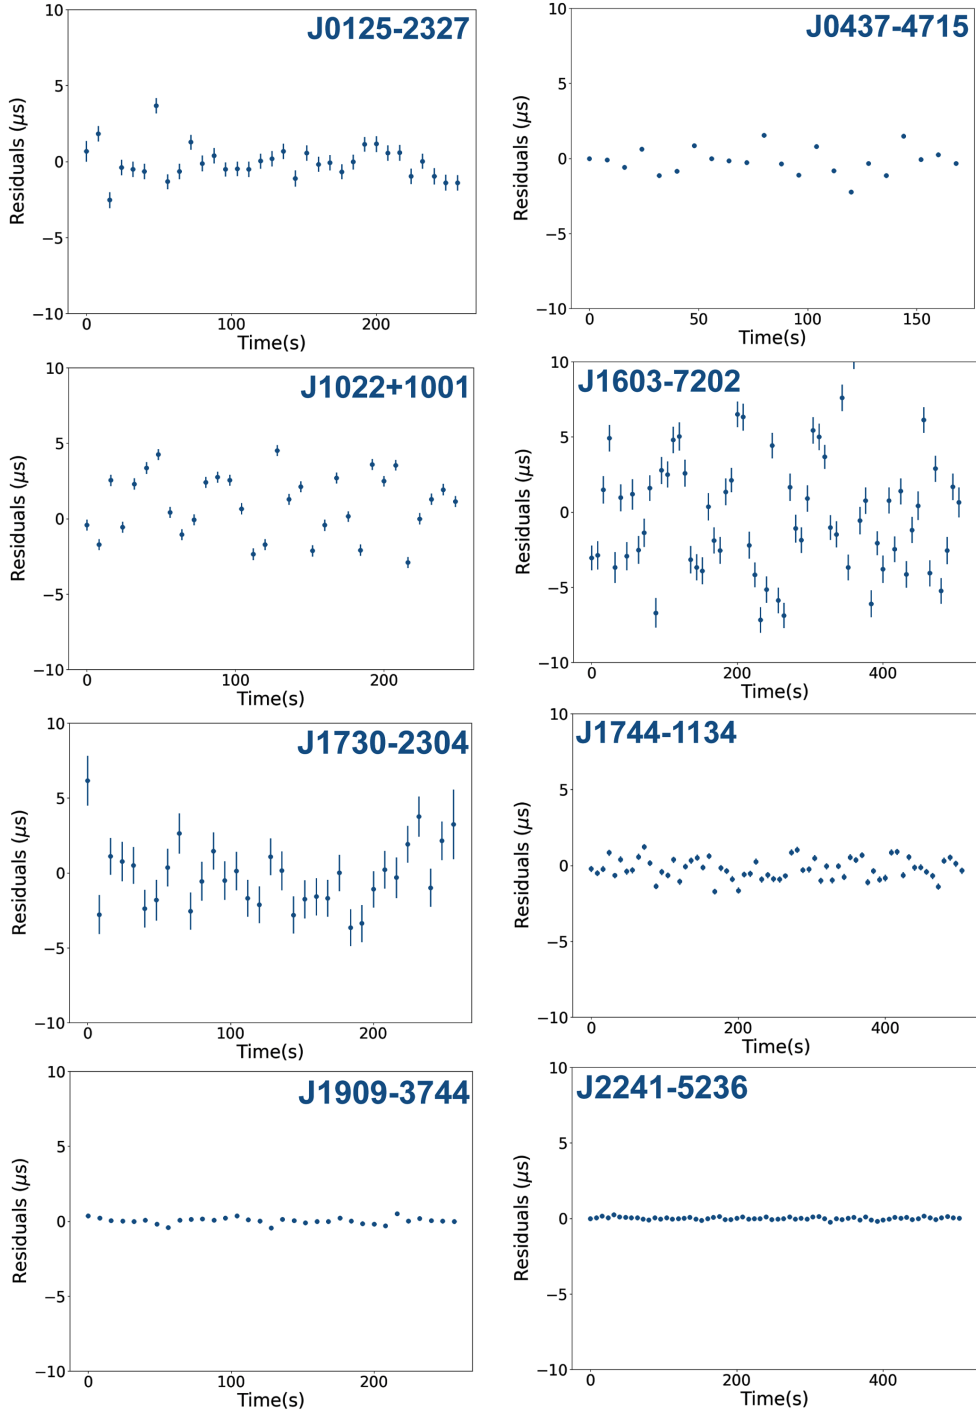 J0125-2327
10
5
0
−5
−10
Residuals (μs)
0 100 200
Time(s)
J0437-4715
10
5
0
−5
−10
Residuals (μs)
0 50 100 150
Time(s)
J1022+1001
10
5
0
−5
−10
Residuals (μs)
0 100 200
Time(s)
J1603-7202
10
5
0
−5
−10
Residuals (μs)
0 200 400
Time(s)
J1730-2304
10
5
0
−5
−10
Residuals (μs)
0 100 200
Time(s)
J1744-1134
10
5
0
−5
−10
Residuals (μs)
0 200 400
Time(s)
J1909-3744
10
5
0
−5
−10
Residuals (μs)
0 100 200
Time(s)
J2241-5236
10
5
0
−5
−10
Residuals (μs)
0 200 400
Time(s)